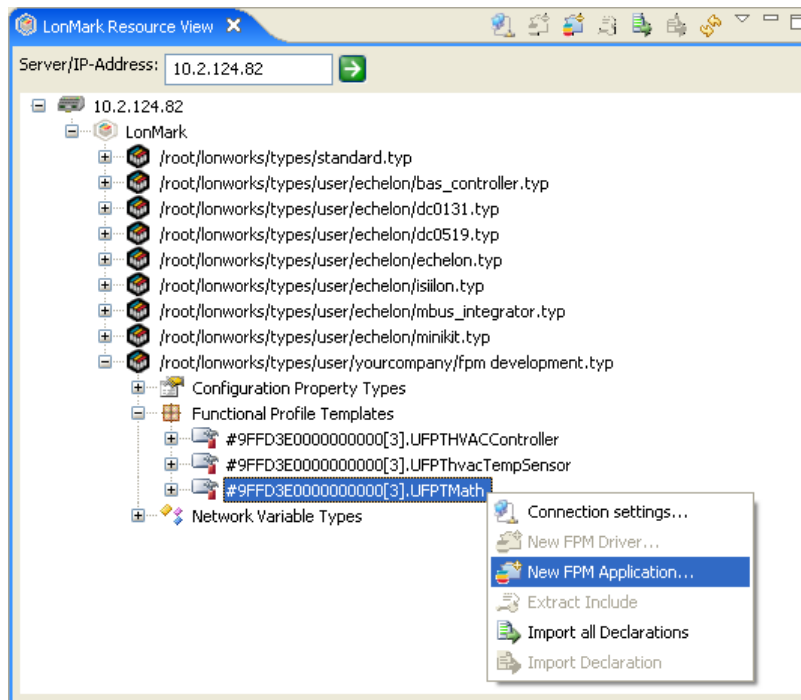 LonMark Resource View
Server/IP-Address: 10.2.124.82
10.2.124.82
LonMark
/root/lonworks/types/standard.typ
/root/lonworks/types/user/echelon/bas_controller.typ
/root/lonworks/types/user/echelon/dc0131.typ
/root/lonworks/types/user/echelon/dc0519.typ
/root/lonworks/types/user/echelon/echelon.typ
/root/lonworks/types/user/echelon/isiilon.typ
/root/lonworks/types/user/echelon/mbus_integrator.typ
/root/lonworks/types/user/echelon/minikit.typ
/root/lonworks/types/user/yourcompany/fpm development.typ
Configuration Property Types
Functional Profile Templates
#9FFD3E0000000000[3].UFPTHVACController
#9FFD3E0000000000[3].UFPThvacTempSensor
#9FFD3E0000000000[3].UFPTMath
Network Variable Types
Connection settings...
New FPM Driver...
New FPM Application...
Extract Include
Import all Declarations
Import Declaration